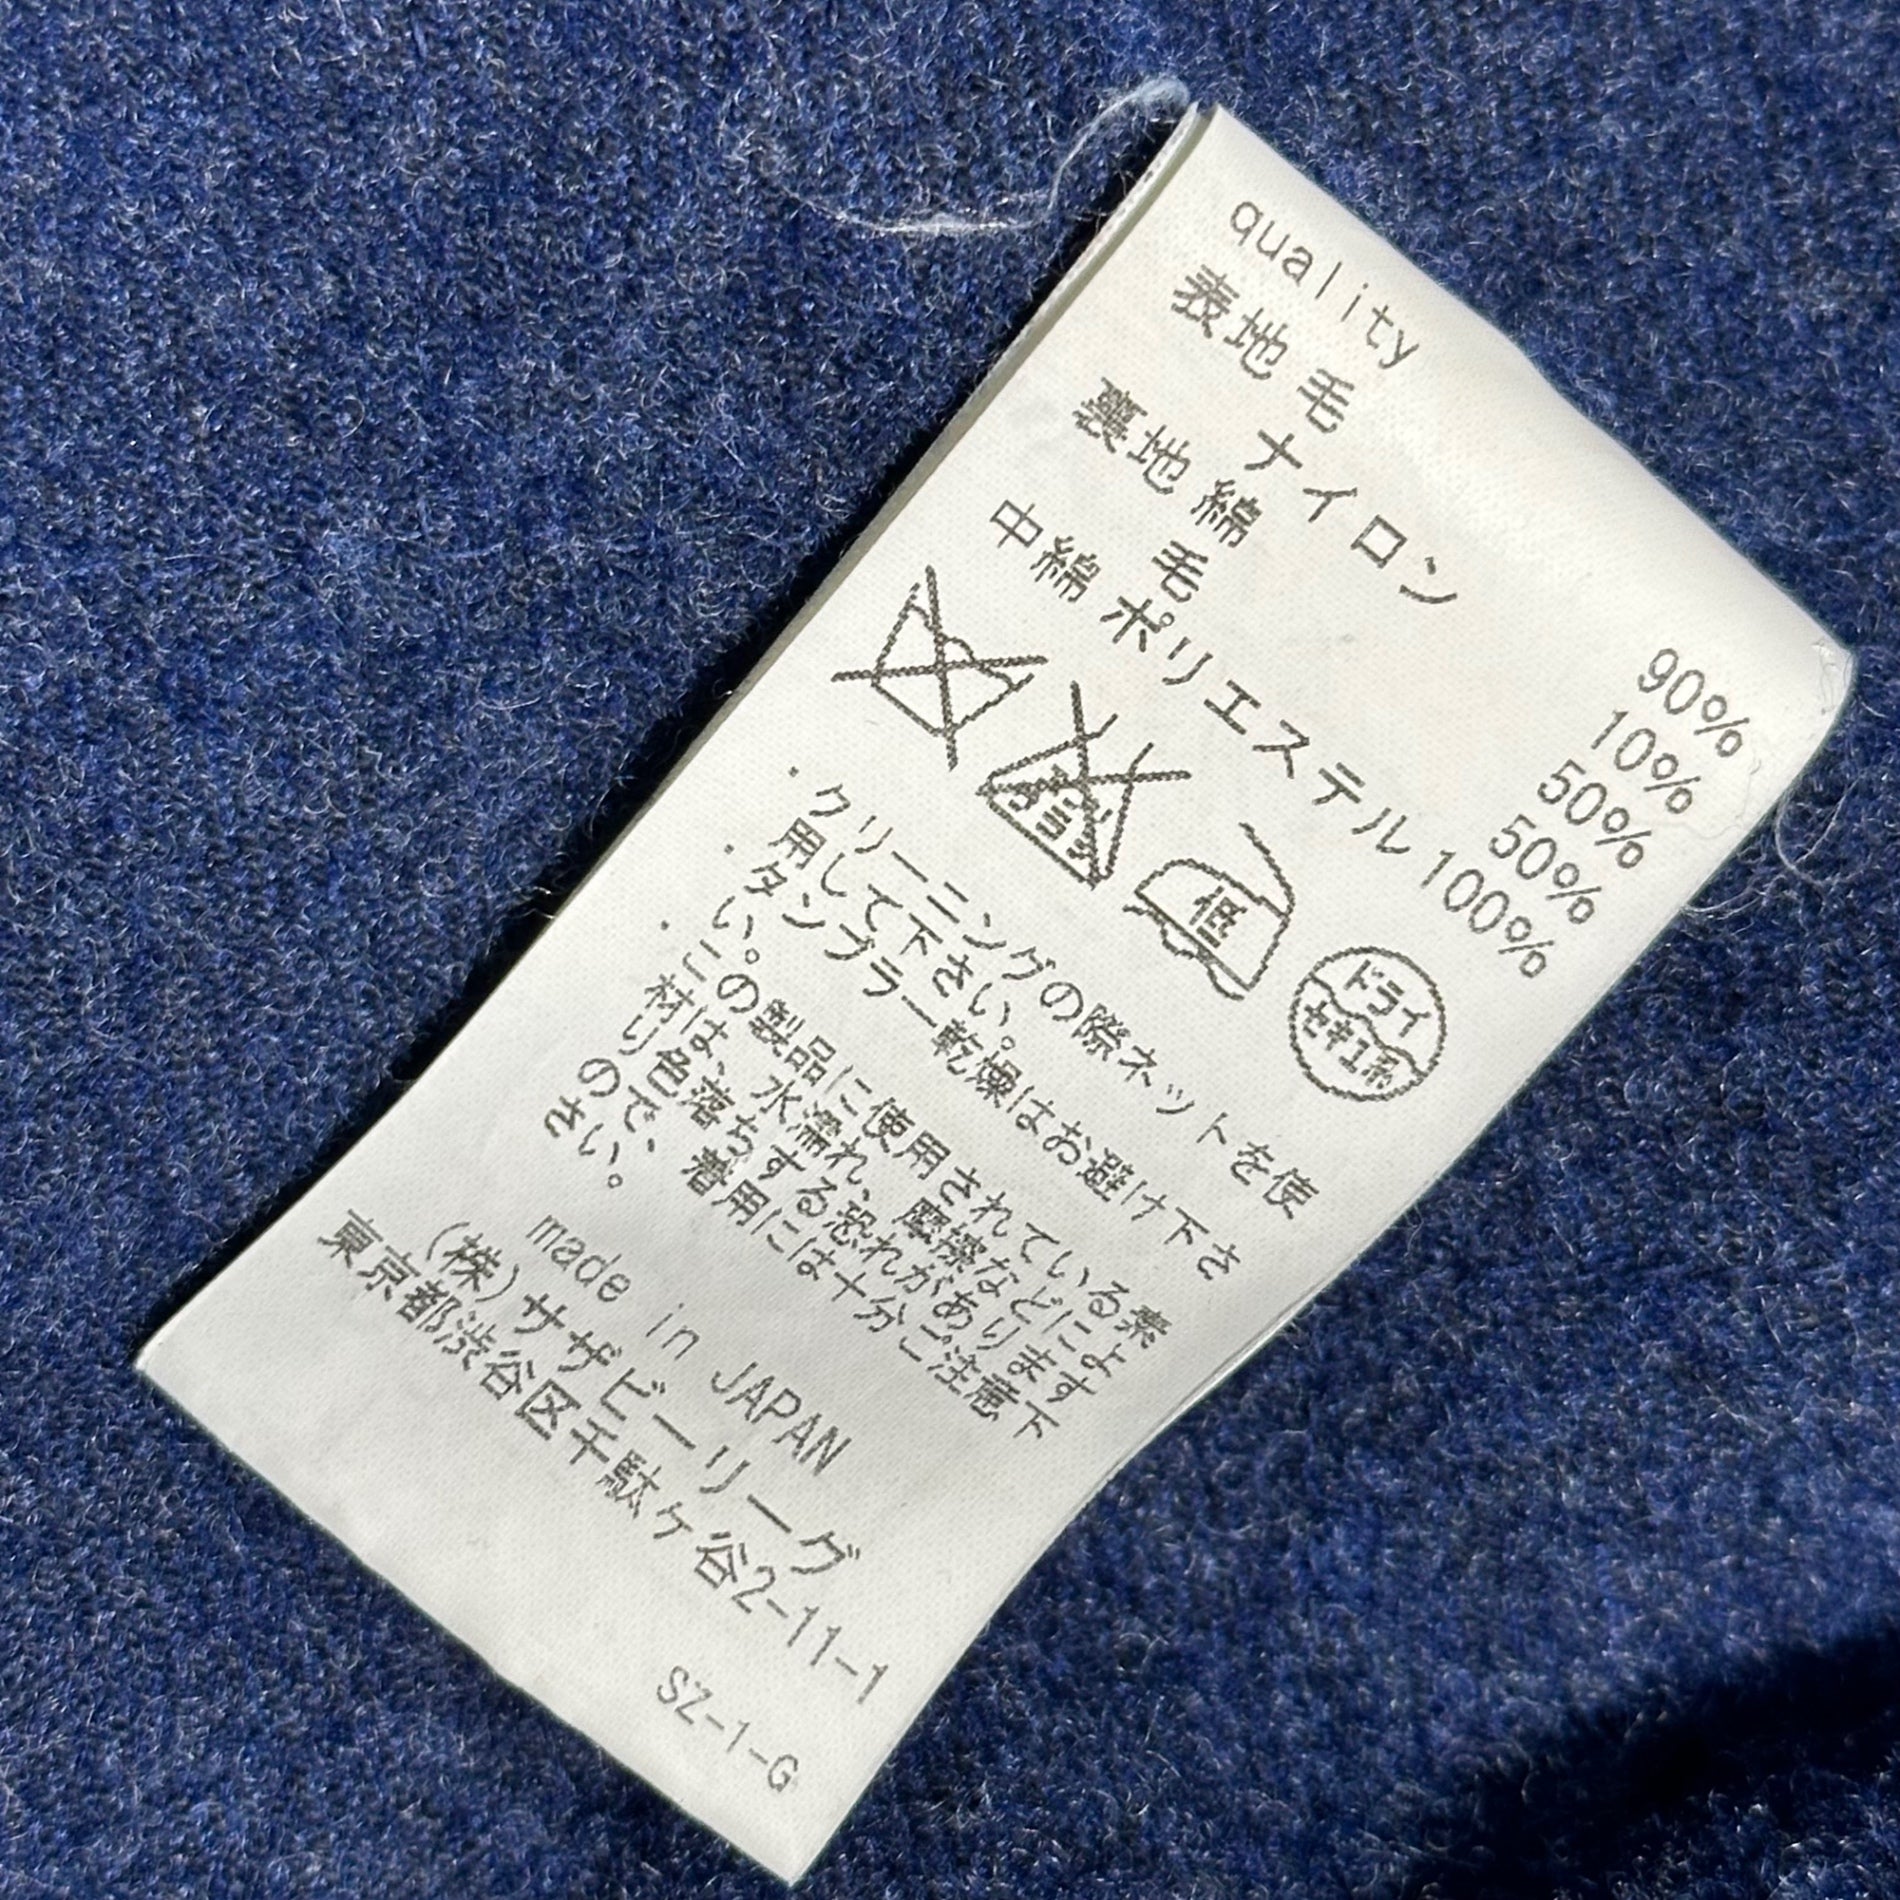 quality
表地 毛 90%
ナイロン 10%
裏地 綿 50%
毛 50%
中綿 ポリエステル 100%
エンソサラシ
低
ドライ
セキユ系
・クリーニングの際ネットを使
用して下さい。
・タンブラー乾燥はお避け下さ
い。
・この製品に使用されている素
材は、水濡れ、摩擦などによ
り色落ちする恐れがあります
ので、着用には十分ご注意下
さい。
made in JAPAN
(株)サザビーリーグ
東京都渋谷区千駄ヶ谷2-11-1
SZ-1-G